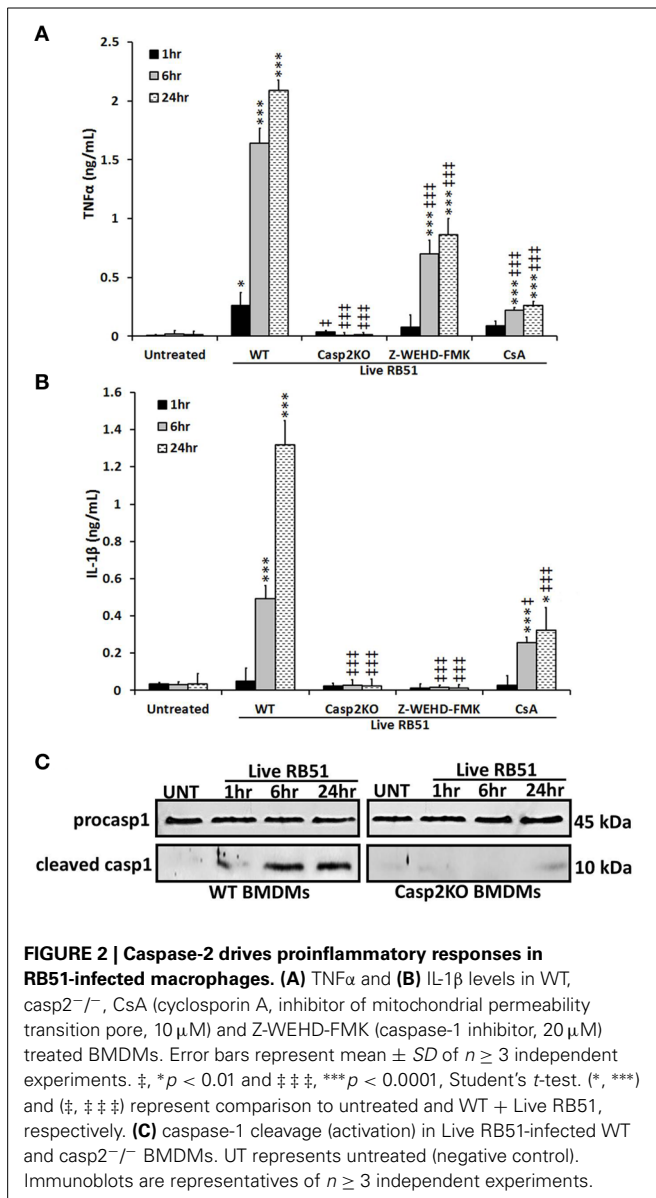 A
1hr
6hr
24hr
TNFα (ng/mL)
2.5
2
1.5
1
0.5
0
*
***
***
‡
‡‡‡
‡‡‡
***‡‡‡
***‡‡‡
***‡‡‡
***‡‡‡
Untreated WT Casp2KO Z-WEHD-FMK CsA
Live RB51
B
1hr
6hr
24hr
IL-1β (ng/mL)
1.6
1.4
1.2
1
0.8
0.6
0.4
0.2
0
***
***
‡‡‡
‡‡‡
‡‡‡
‡‡‡
***‡
*‡‡‡
Untreated WT Casp2KO Z-WEHD-FMK CsA
Live RB51
C
Live RB51 Live RB51
UNT 1hr 6hr 24hr UNT 1hr 6hr 24hr
procasp1 45 kDa
cleaved casp1 10 kDa
WT BMDMs Casp2KO BMDMs
FIGURE 2 | Caspase-2 drives proinflammatory responses in
RB51-infected macrophages. (A) TNFα and (B) IL-1β levels in WT,
casp2−/−, CsA (cyclosporin A, inhibitor of mitochondrial permeability
transition pore, 10 μM) and Z-WEHD-FMK (caspase-1 inhibitor, 20 μM)
treated BMDMs. Error bars represent mean ± SD of n ≥ 3 independent
experiments. ‡, *p < 0.01 and ‡ ‡ ‡, ***p < 0.0001, Student's t-test. (*, ***)
and (‡, ‡ ‡ ‡) represent comparison to untreated and WT + Live RB51,
respectively. (C) caspase-1 cleavage (activation) in Live RB51-infected WT
and casp2−/− BMDMs. UT represents untreated (negative control).
Immunoblots are representatives of n ≥ 3 independent experiments.